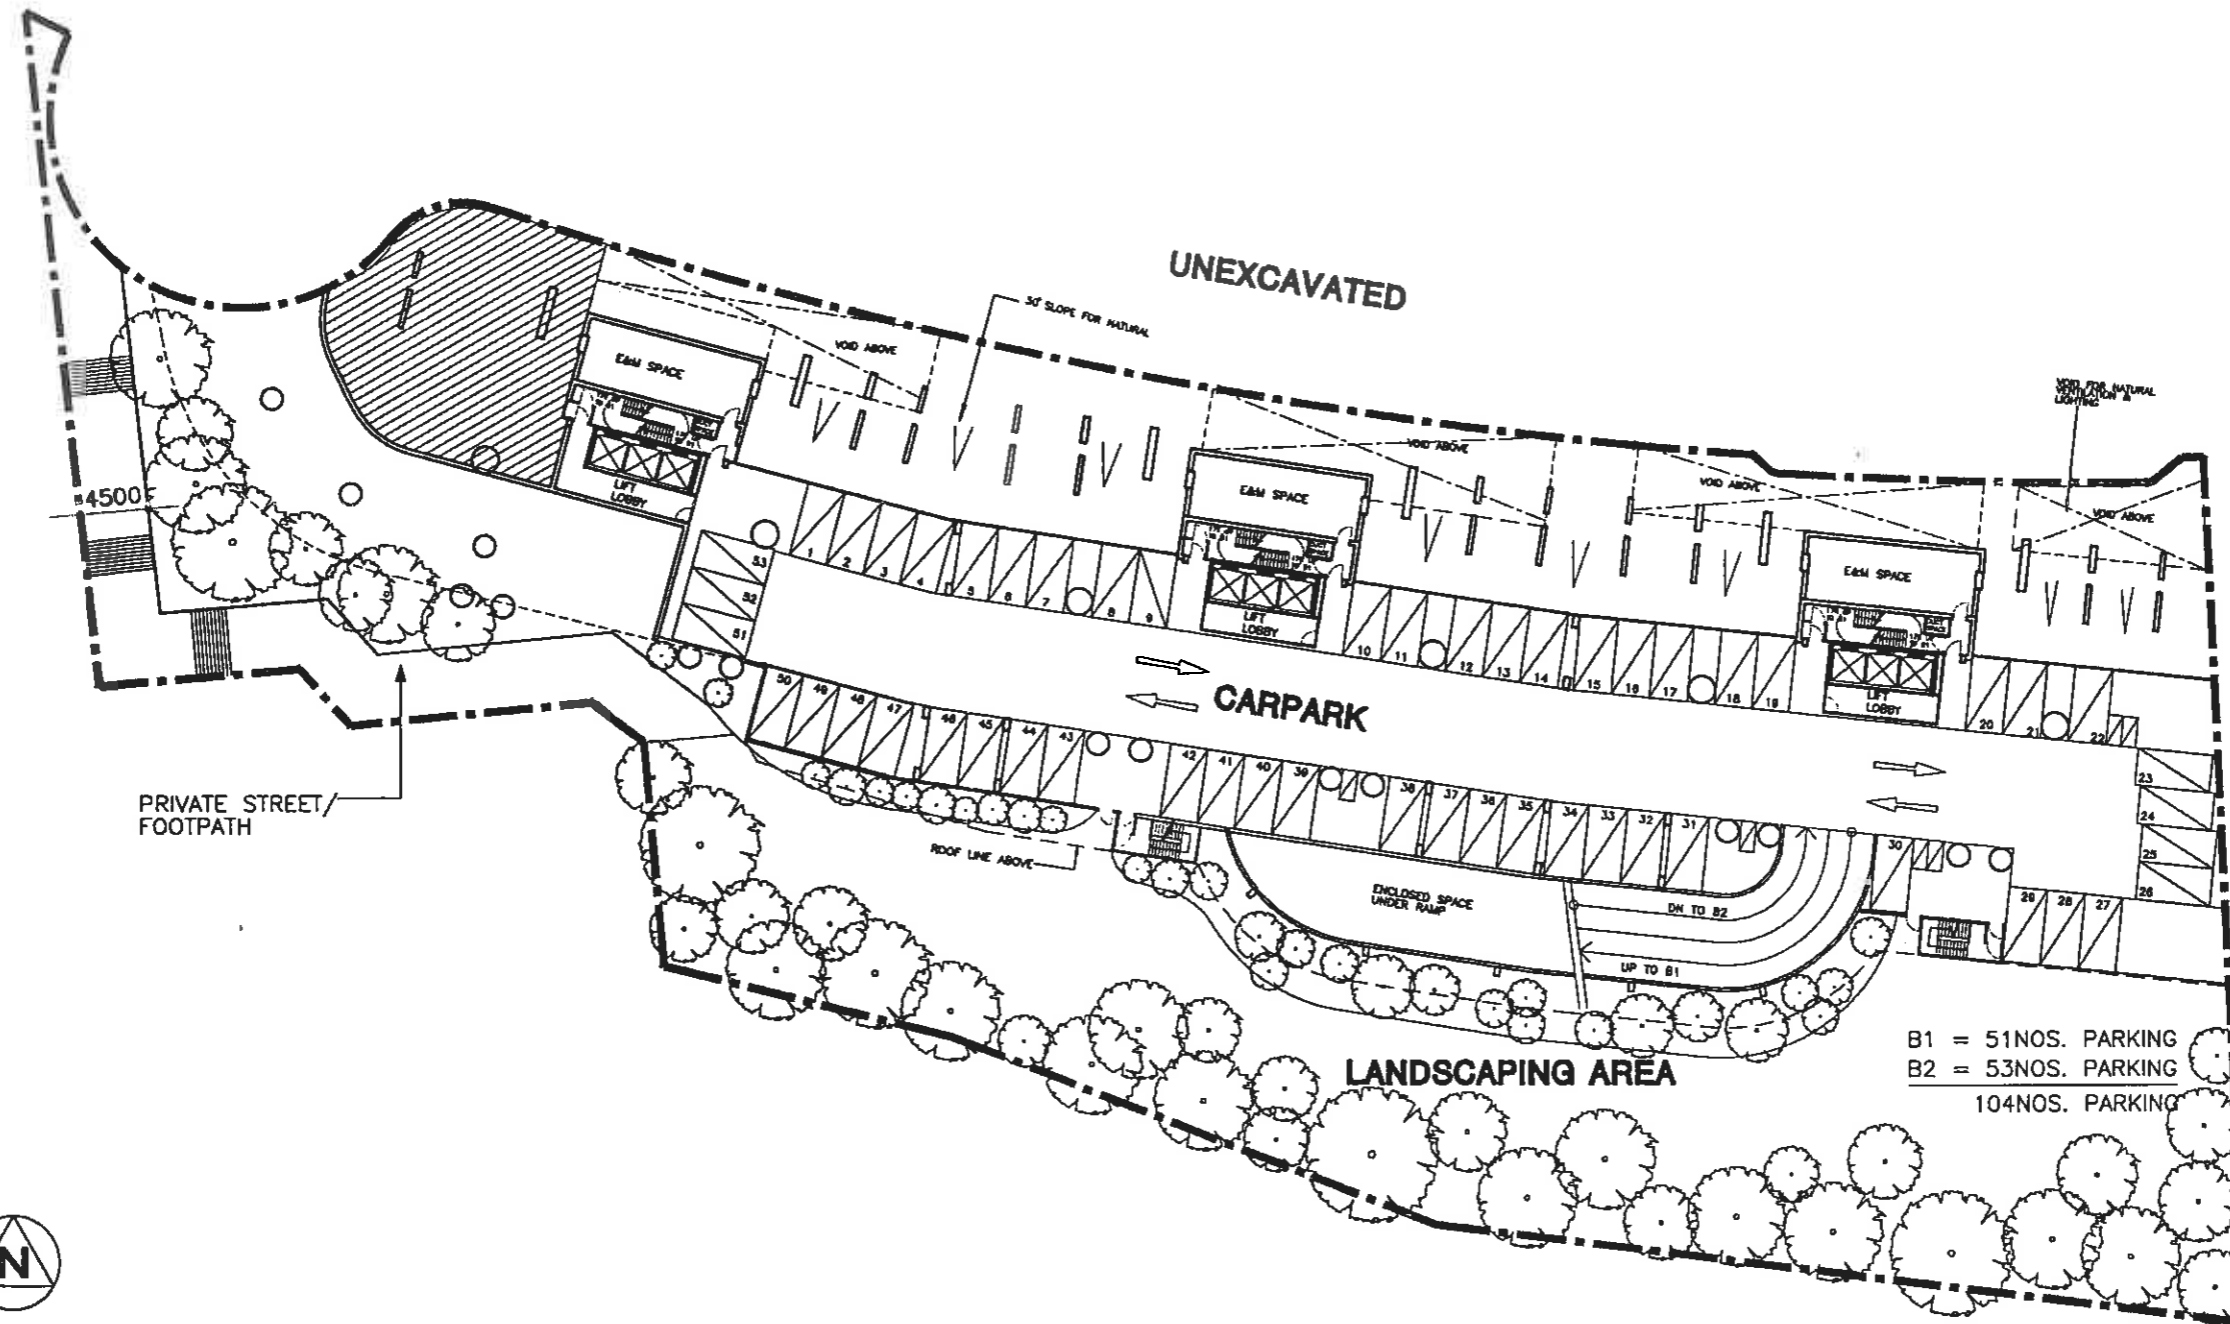 UNEXCAVATED
30° SLOPE FOR NATURAL
VOID ABOVE
VOID FOR NATURAL
VENTILATION &
LIGHTING
E&M SPACE
VOID ABOVE
VOID ABOVE
VOID ABOVE
E&M SPACE
E&M SPACE
LIFT
LOBBY
LIFT
LOBBY
LIFT
LOBBY
4500
1
2
3
4
5
6
7
8
9
10
11
12
13
14
15
16
17
18
19
20
21
22
23
24
25
26
27
28
29
30
31
32
33
34
35
36
37
38
39
40
41
42
43
44
45
46
47
48
49
50
51
52
53
CARPARK
PRIVATE STREET/
FOOTPATH
ROOF LINE ABOVE
ENCLOSED SPACE
UNDER RAMP
DN TO B2
UP TO B1
LANDSCAPING AREA
B1 = 51NOS. PARKING
B2 = 53NOS. PARKING
104NOS. PARKING
N